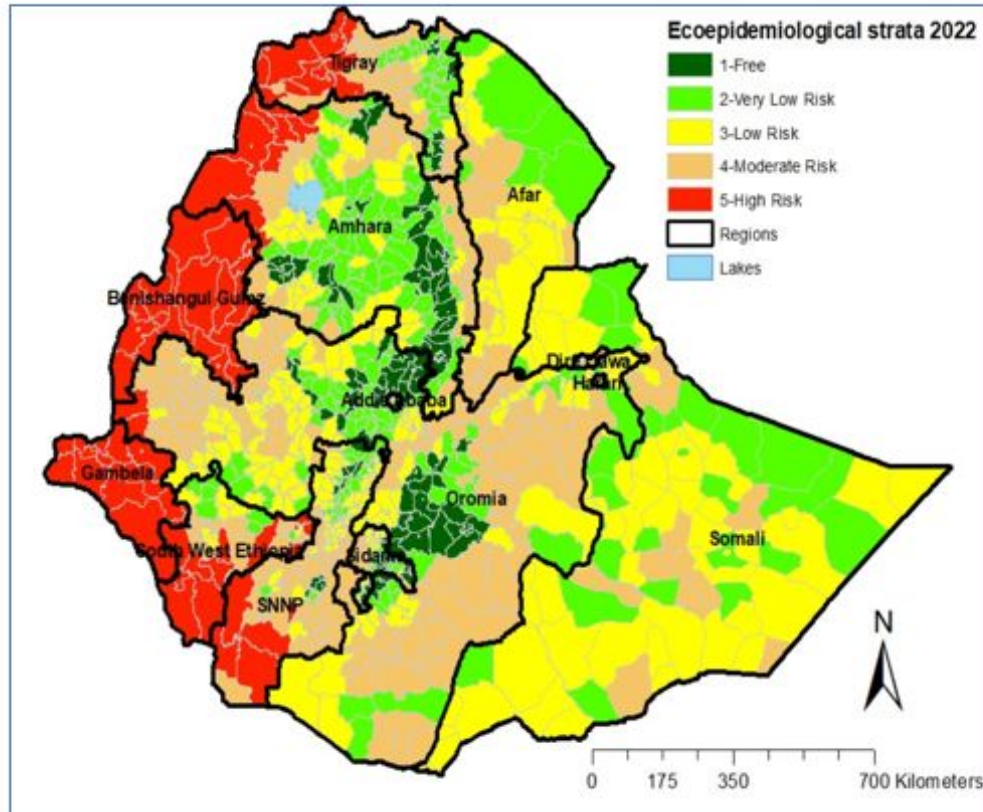 Ecoepidemiological strata 2022
1-Free
2-Very Low Risk
3-Low Risk
4-Moderate Risk
5-High Risk
Regions
Lakes
Tigray
Afar
Amhara
Benishangul Gumz
Dire Dawa
Harari
Addis Ababa
Gambela
Oromia
Somali
South West Ethiopia
Sidama
SNNP
N
0 175 350 700 Kilometers